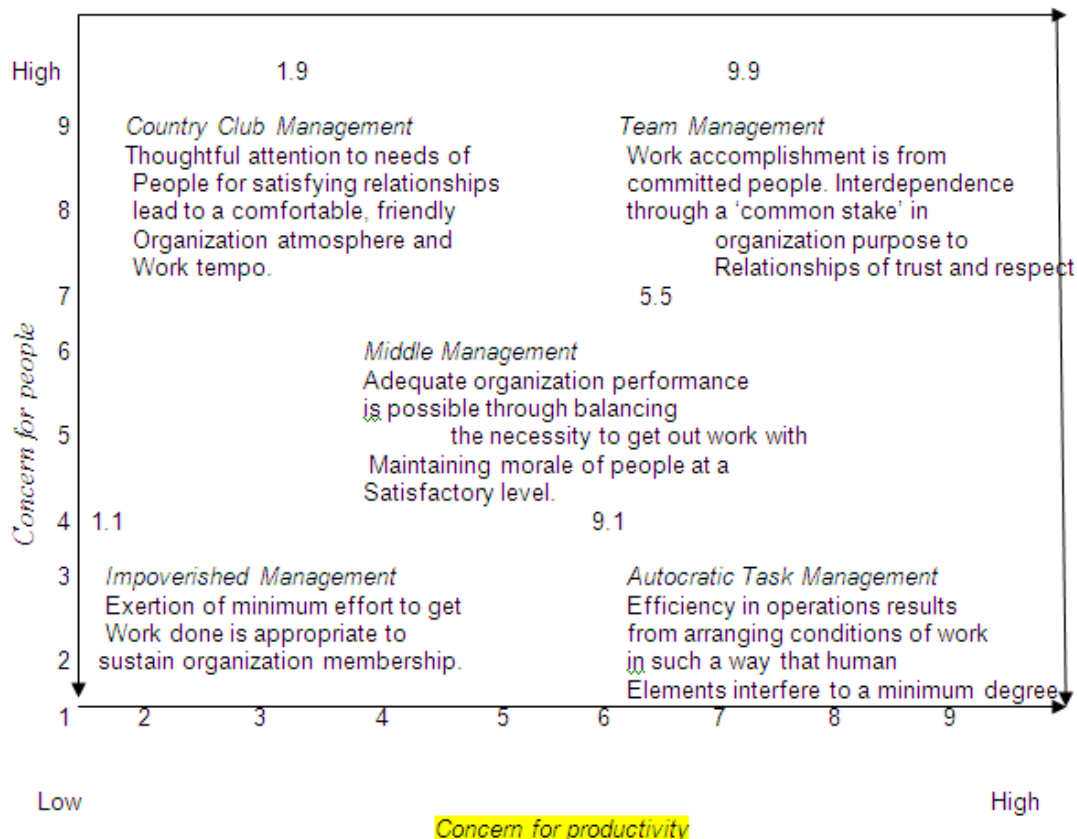 High
1.9
9.9
9
Country Club Management
Team Management
Thoughtful attention to needs of
Work accomplishment is from
People for satisfying relationships
committed people. Interdependence
8
lead to a comfortable, friendly
through a ‘common stake’ in
Organization atmosphere and
organization purpose to
Work tempo.
Relationships of trust and respect
7
5.5
Concern for people
6
Middle Management
Adequate organization performance
is possible through balancing
5
the necessity to get out work with
Maintaining morale of people at a
Satisfactory level.
4
1.1
9.1
3
Impoverished Management
Autocratic Task Management
Exertion of minimum effort to get
Efficiency in operations results
Work done is appropriate to
from arranging conditions of work
2
sustain organization membership.
in such a way that human
Elements interfere to a minimum degree
1 2 3 4 5 6 7 8 9
Low
High
Concern for productivity